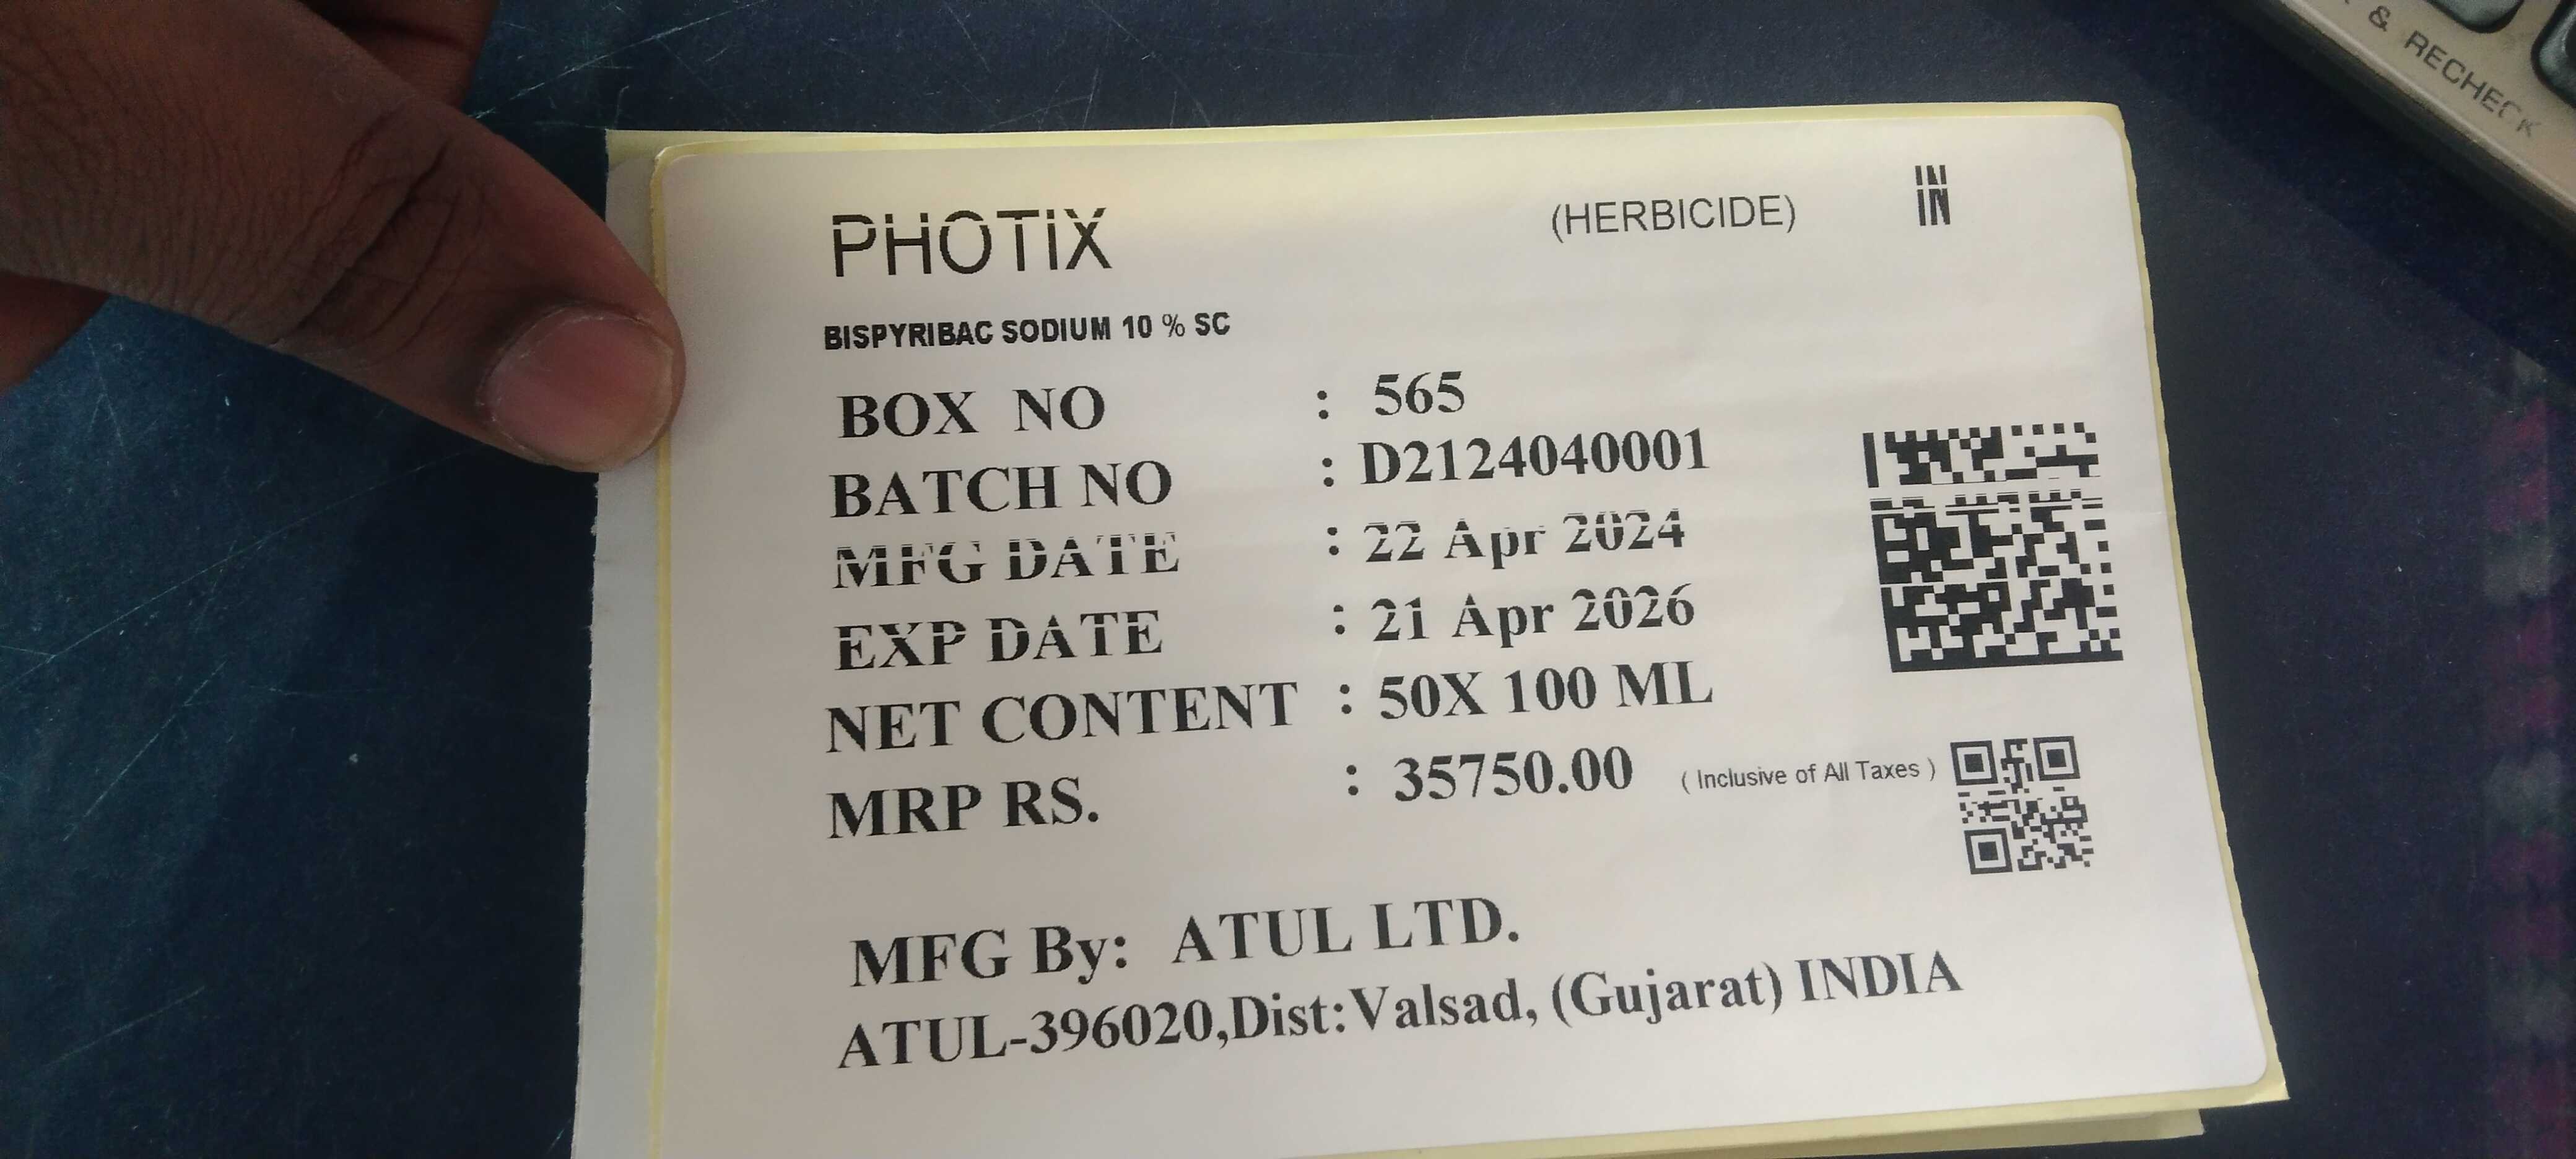 & RECHECK
PHOTIX (HERBICIDE) IN
BISPYRIBAC SODIUM 10 % SC
BOX NO : 565
BATCH NO : D2124040001
MFG DATE : 22 Apr 2024
EXP DATE : 21 Apr 2026
NET CONTENT : 50X 100 ML
MRP RS. : 35750.00 ( Inclusive of All Taxes )
MFG By: ATUL LTD.
ATUL-396020,Dist:Valsad, (Gujarat) INDIA